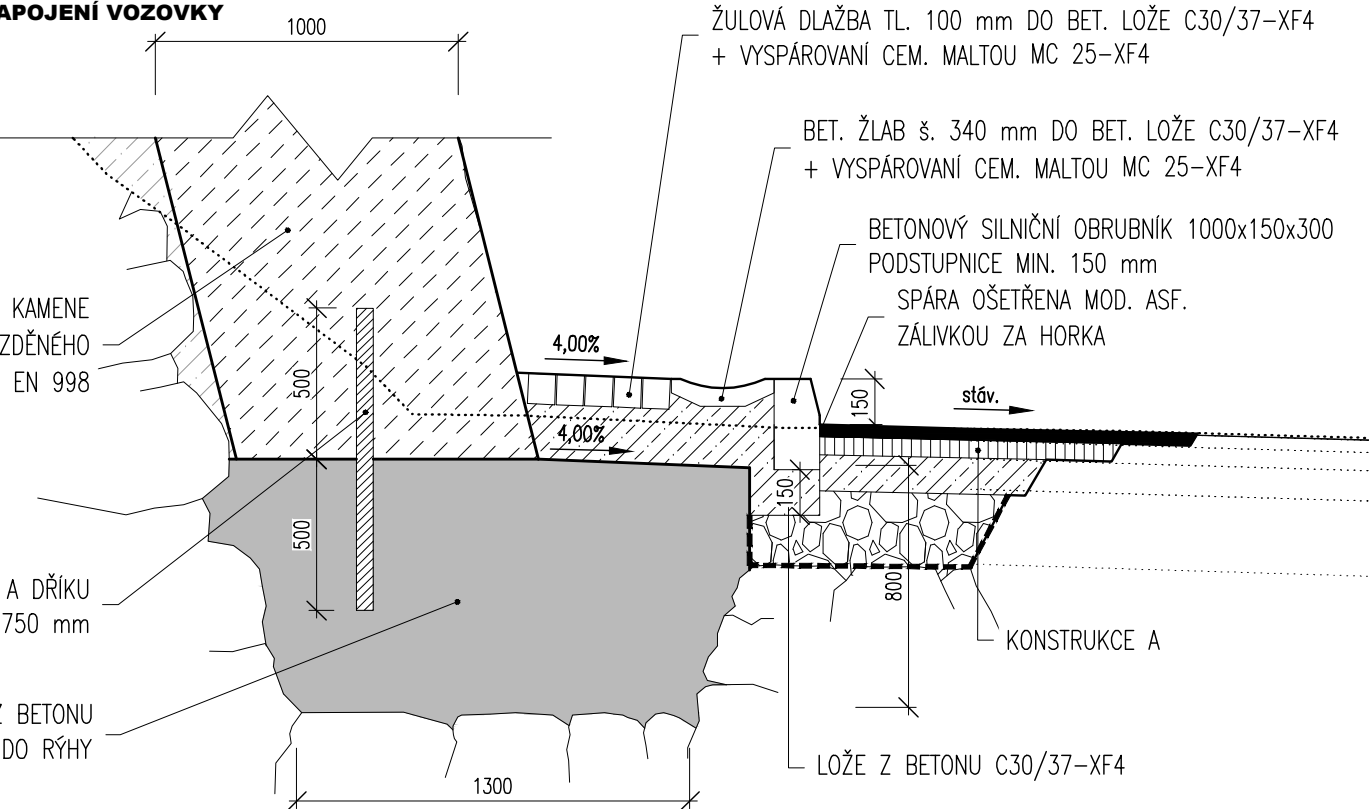 APOJENÍ VOZOVKY
1000
ŽULOVÁ DLAŽBA TL. 100 mm DO BET. LOŽE C30/37-XF4
+ VYSPÁROVANÍ CEM. MALTOU MC 25-XF4
BET. ŽLAB š. 340 mm DO BET. LOŽE C30/37-XF4
+ VYSPÁROVANÍ CEM. MALTOU MC 25-XF4
BETONOVÝ SILNIČNÍ OBRUBNÍK 1000x150x300
PODSTUPNICE MIN. 150 mm
SPÁRA OŠETŘENA MOD. ASF.
ZÁLIVKOU ZA HORKA
KAMENE
ZDĚNÉHO
EN 998
500
4,00%
150
stáv.
4,00%
150
500
800
A DŘÍKU
750 mm
KONSTRUKCE A
Z BETONU
DO RÝHY
LOŽE Z BETONU C30/37-XF4
1300